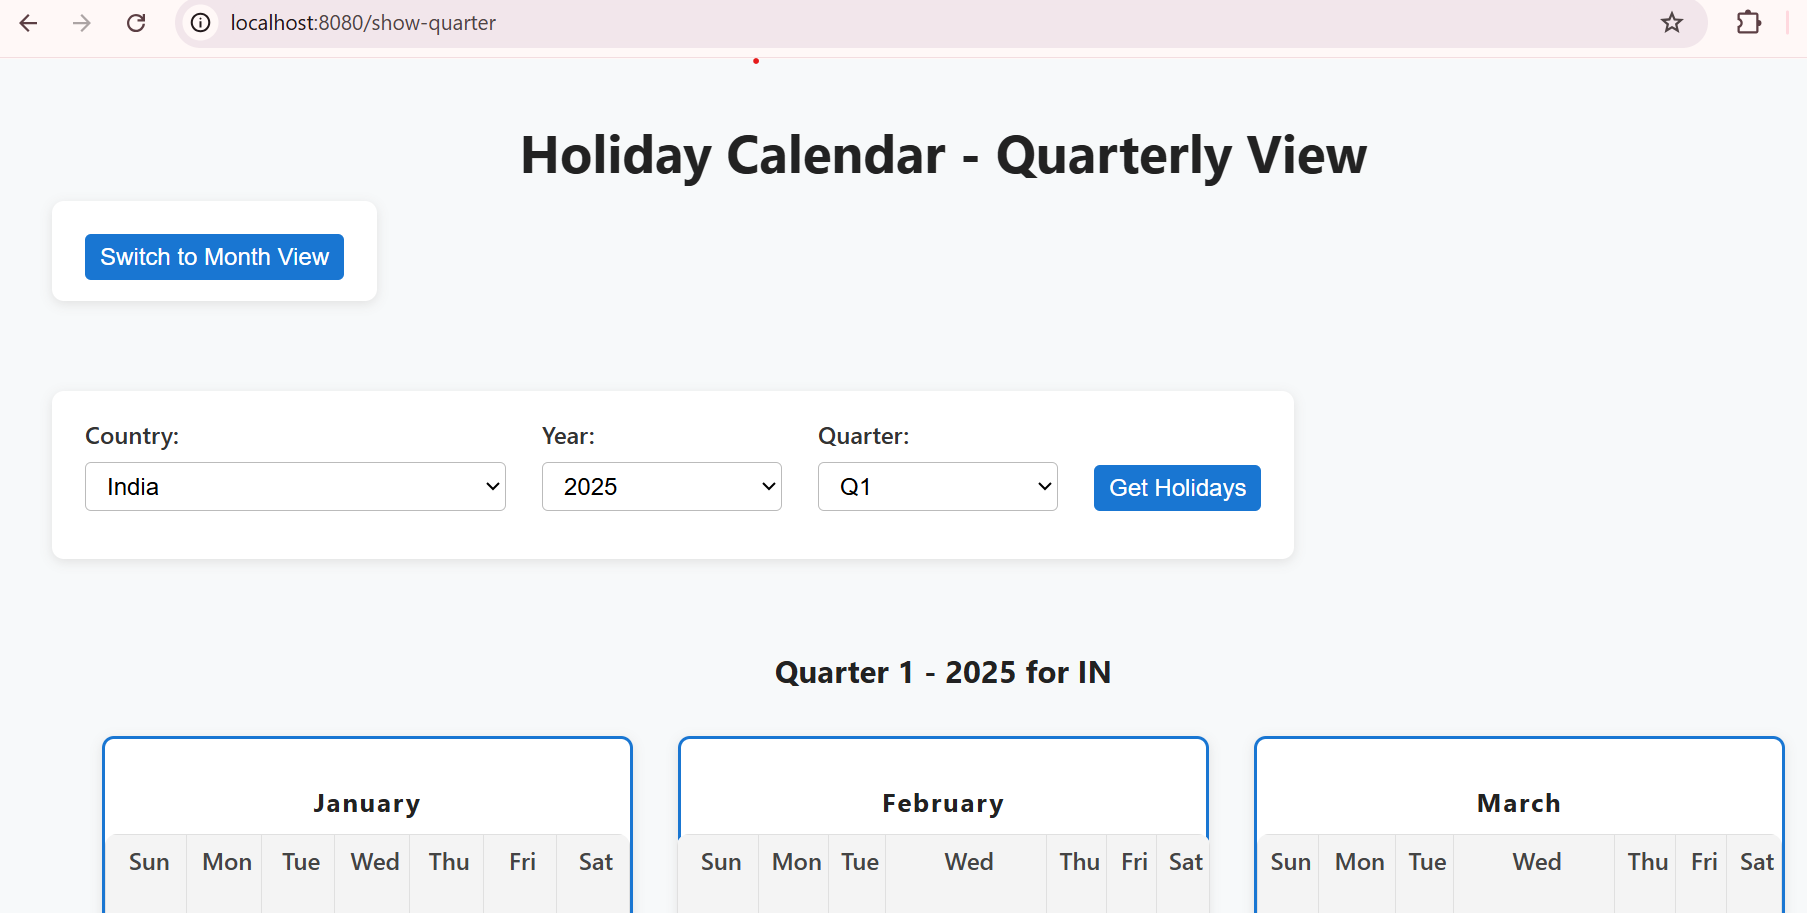 localhost:8080/show-quarter
Holiday Calendar - Quarterly View
Switch to Month View
Country: Year: Quarter:
India 2025 Q1 Get Holidays
Quarter 1 - 2025 for IN
January February March
Sun Mon Tue Wed Thu Fri Sat Sun Mon Tue Wed Thu Fri Sat Sun Mon Tue Wed Thu Fri Sat